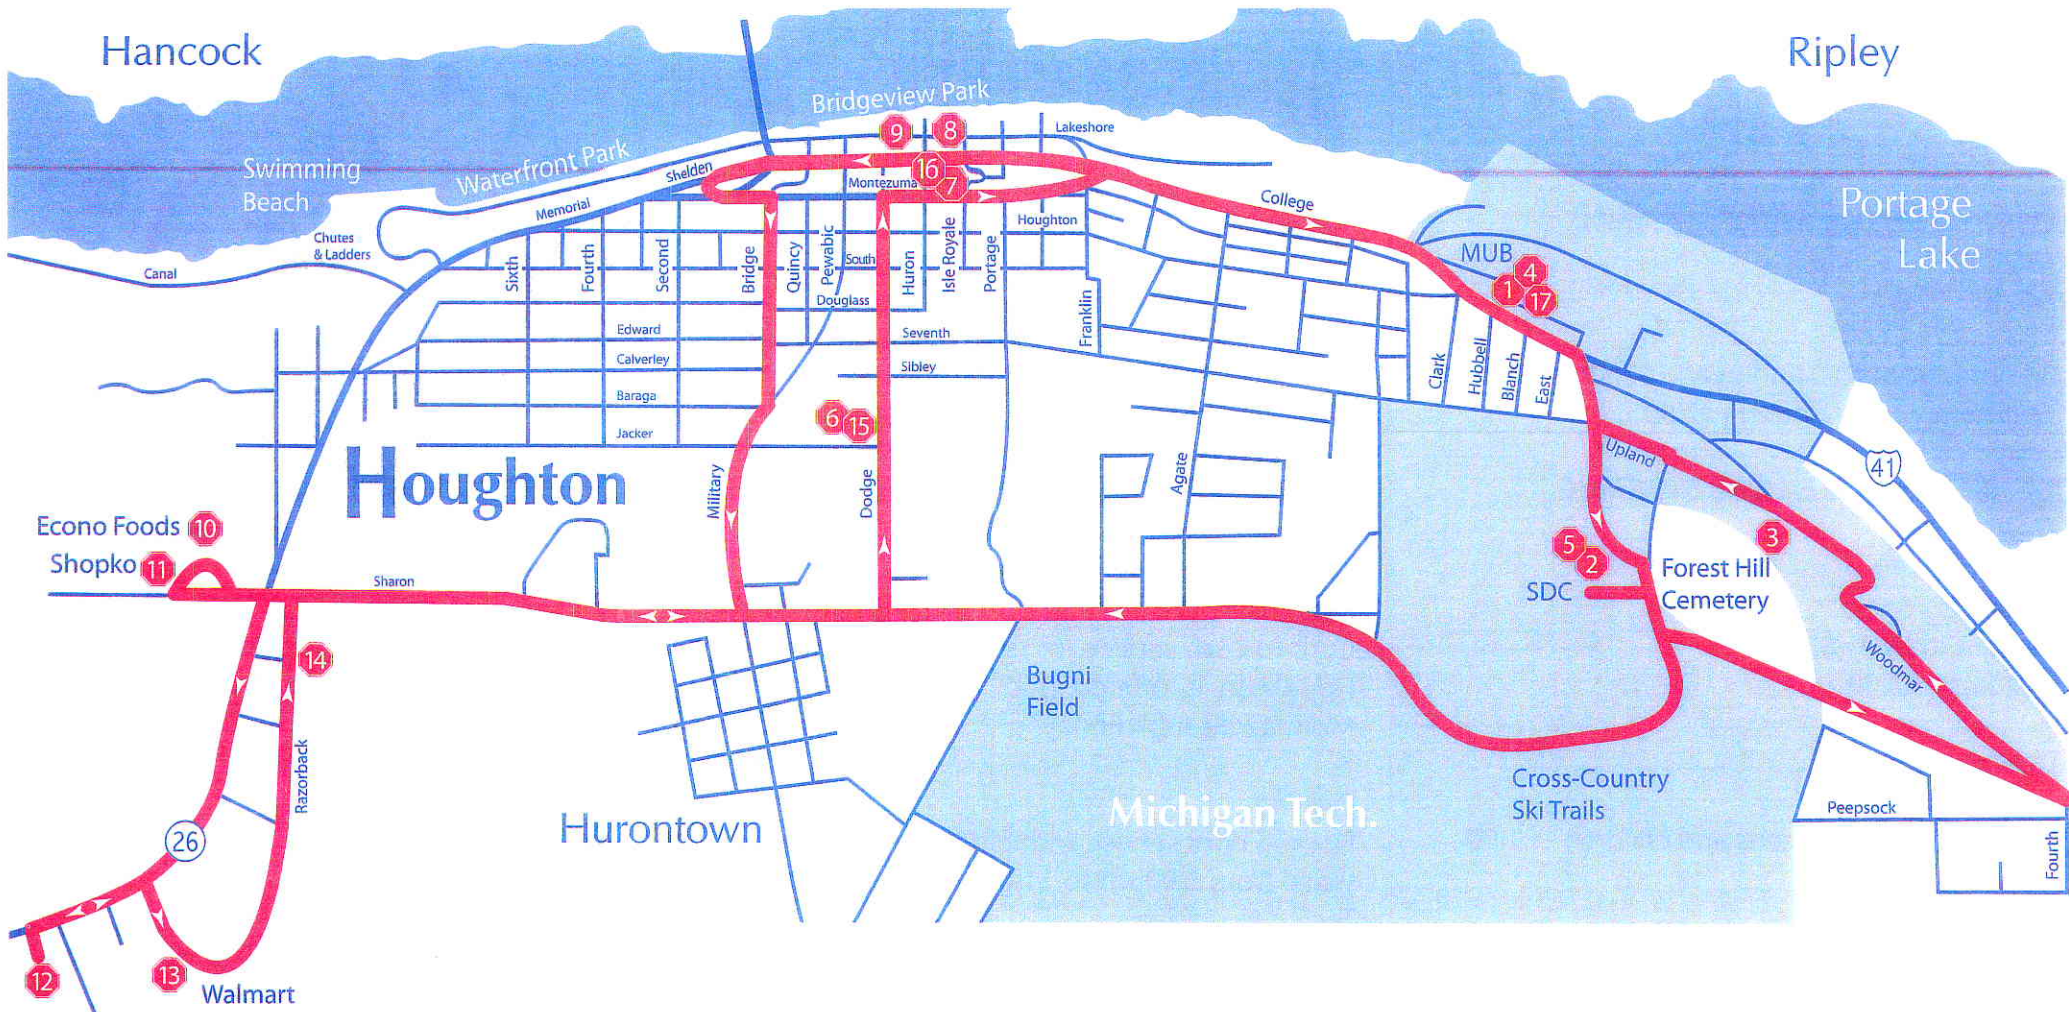 Hancock
Ripley
Bridgeview Park
9
8
Lakeshore
Swimming
Beach
Waterfront Park
Shelden
16
Montezuma
7
College
Portage
Lake
Memorial
Houghton
Chutes
& Ladders
Canal
MUB
4
1
17
Sixth
Fourth
Second
Bridge
Quincy
Pewabic
South
Huron
Isle Royale
Portage
Douglass
Franklin
Edward
Seventh
Calverley
Sibley
Clark
Hubbell
Blanch
East
Baraga
6
15
Jacker
Houghton
Military
Dodge
Agate
Upland
41
Econo Foods
10
Shopko
11
Sharon
5
2
3
SDC
Forest Hill
Cemetery
14
Woodmar
Bugni
Field
Razorback
Cross-Country
Ski Trails
Michigan Tech.
Peepsock
Hurontown
26
Fourth
12
13
Walmart